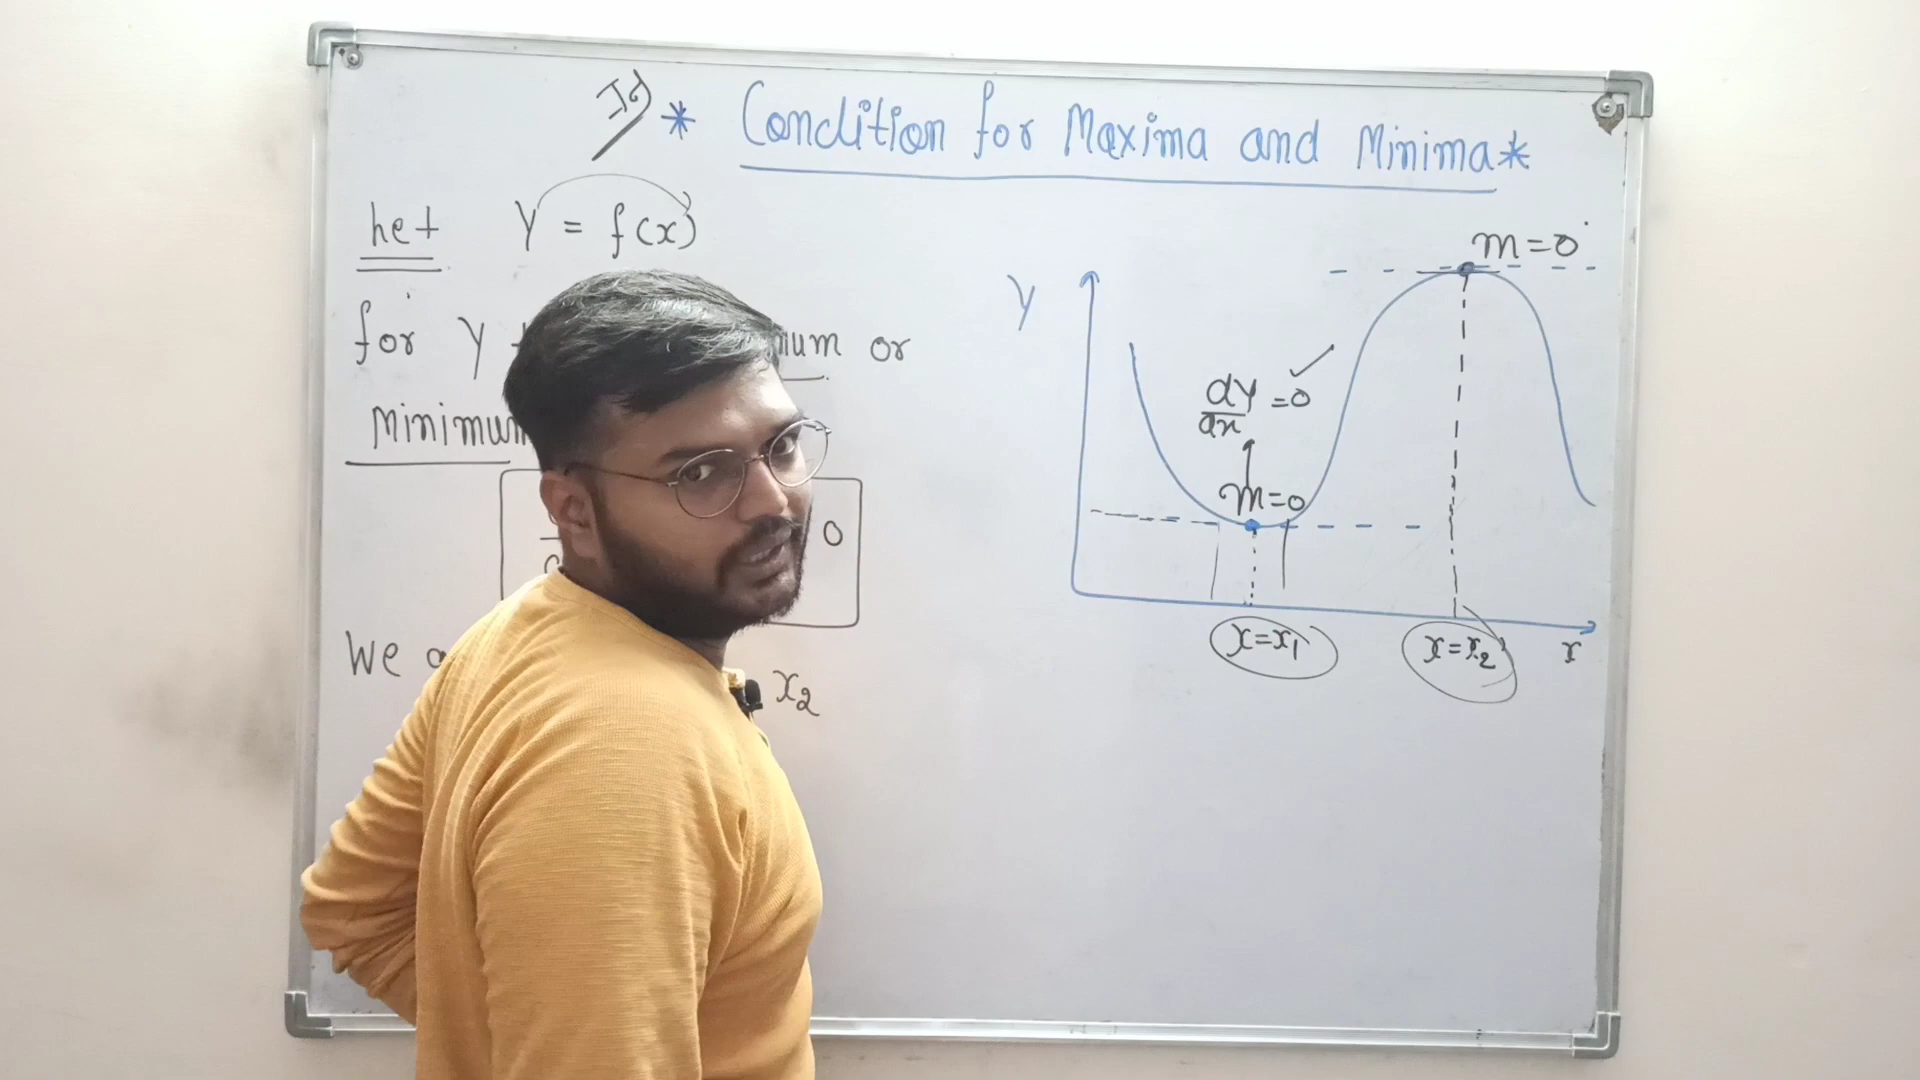 * Condition for Maxima and Minima *
Let Y = f(x)
for Y
or
Minimum
0
We
x2
Y
m=0
dy/dx = 0
m=0
x=x1
x=x2
x